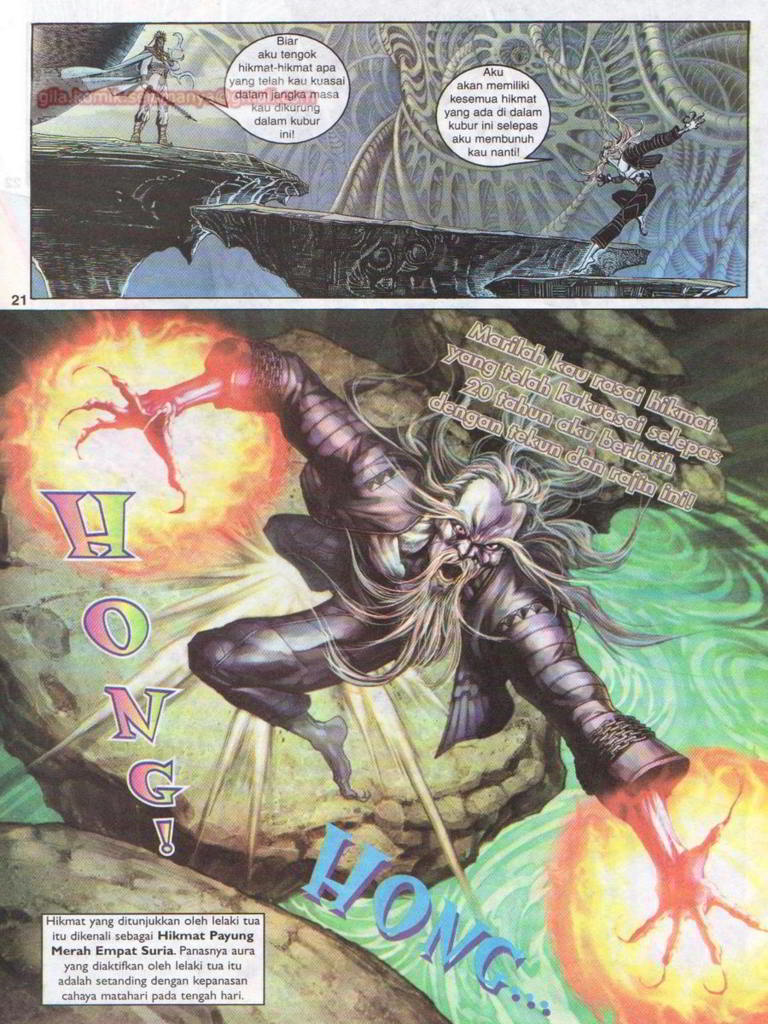 Biar
aku tengok
hikmat-hikmat apa
yang telah kau kuasai
dalam jangka masa
kau dikurung
dalam kubur
ini!
Aku
akan memiliki
kesemua hikmat
yang ada di dalam
kubur ini selepas
aku membunuh
kau nanti!
21
Marilah kau rasai hikmat
yang telah kukuasai selepas
20 tahun aku berlatih
dengan tekun dan rajin ini!
HONG!
HONG...
Hikmat yang ditunjukkan oleh lelaki tua
itu dikenali sebagai Hikmat Payung
Merah Empat Suria. Panasnya aura
yang diaktifkan oleh lelaki tua itu
adalah setanding dengan kepanasan
cahaya matahari pada tengah hari.